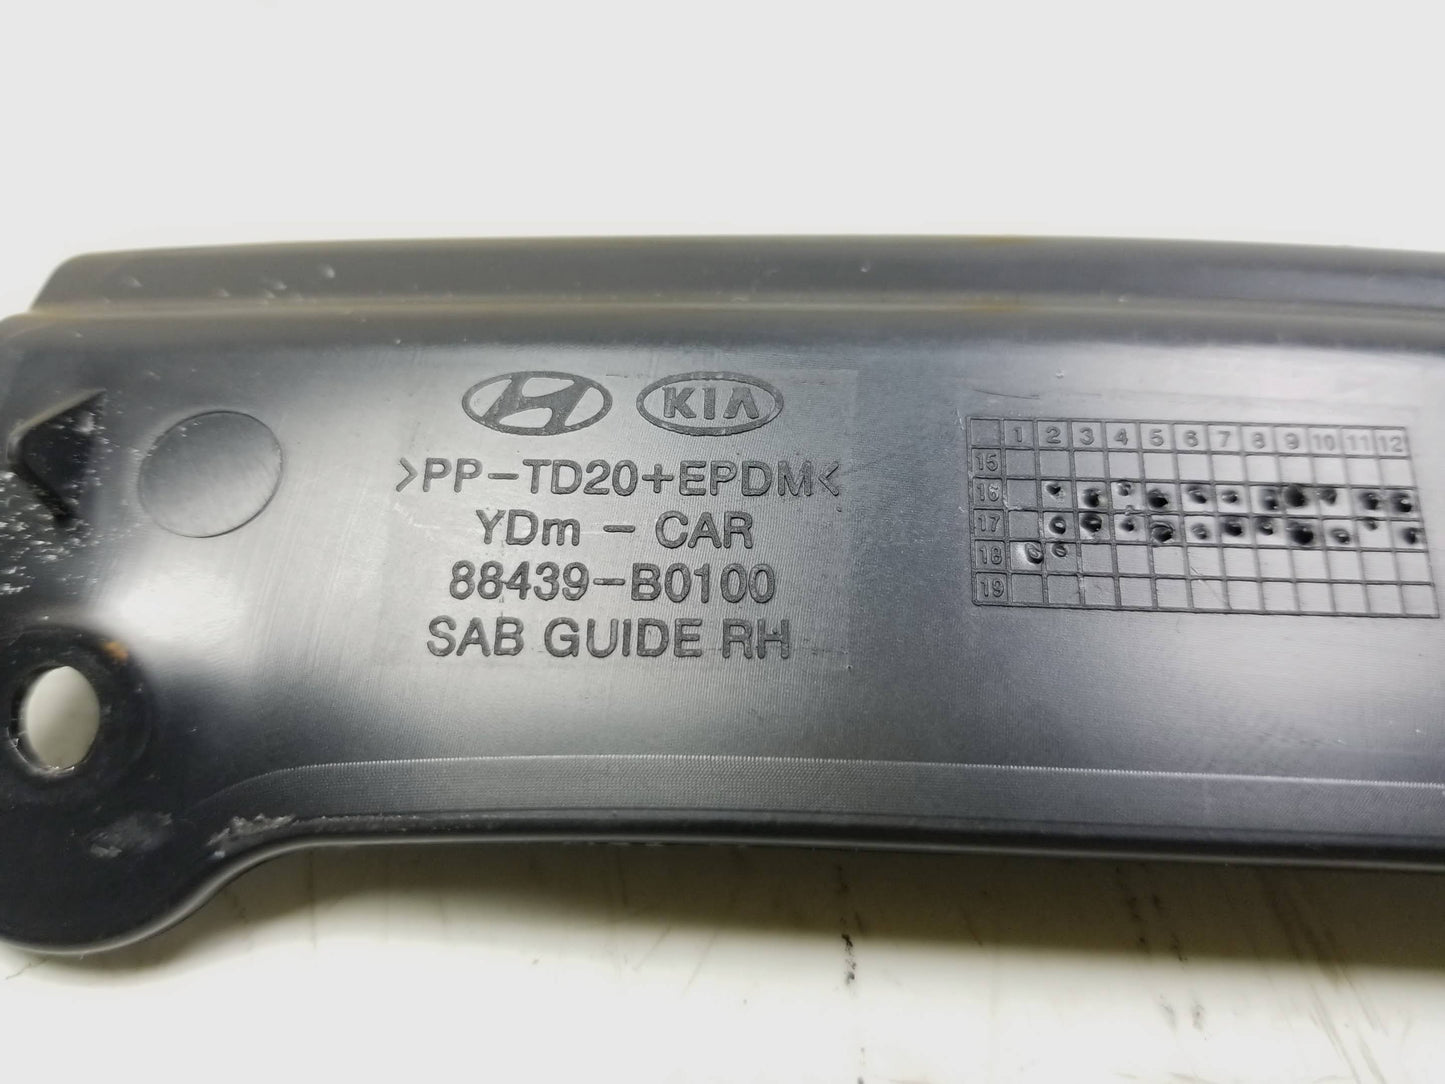 KIA
>PP-TD20+EPDM<
YDm - CAR
88439-B0100
SAB GUIDE RH
1 2 3 4 5 6 7 8 9 10 11 12
15
16
17
18
19